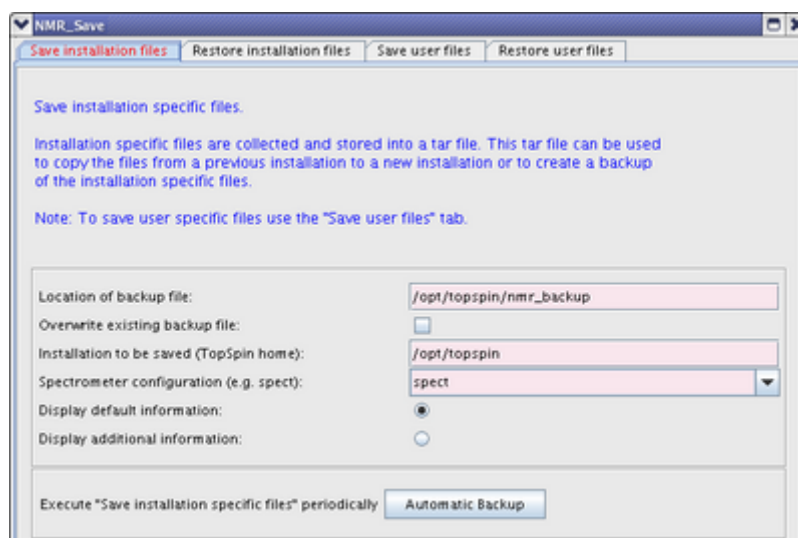 NMR_Save
Save installation files Restore installation files Save user files Restore user files
Save installation specific files.
Installation specific files are collected and stored into a tar file. This tar file can be used
to copy the files from a previous installation to a new installation or to create a backup
of the installation specific files.
Note: To save user specific files use the "Save user files" tab.
Location of backup file: /opt/topspin/nmr_backup
Overwrite existing backup file:
Installation to be saved (TopSpin home): /opt/topspin
Spectrometer configuration (e.g. spect): spect
Display default information:
Display additional information:
Execute "Save installation specific files" periodically Automatic Backup